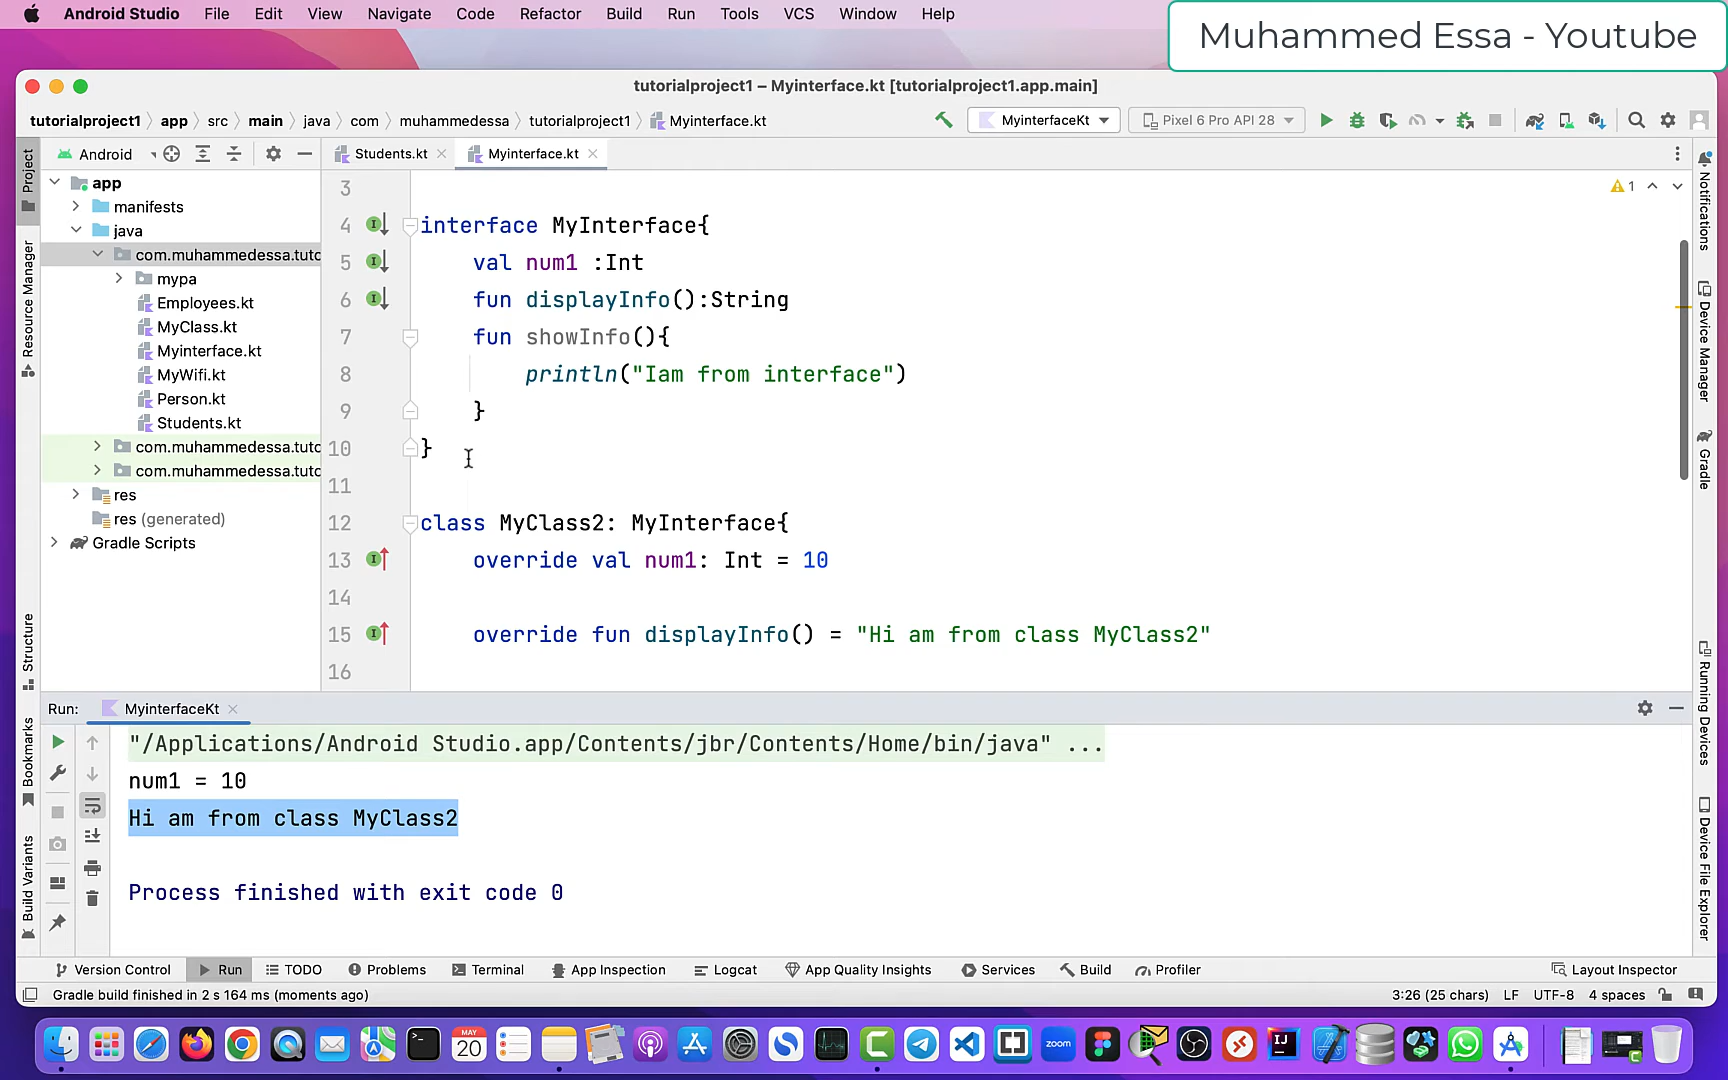 Android Studio File Edit View Navigate Code Refactor Build Run Tools VCS Window Help
Muhammed Essa - Youtube
tutorialproject1 – Myinterface.kt [tutorialproject1.app.main]
tutorialproject1 app src main java com muhammedessa tutorialproject1 Myinterface.kt MyinterfaceKt Pixel 6 Pro API 28
Android Students.kt Myinterface.kt
Project
Resource Manager
Structure
Bookmarks
Build Variants
app
manifests
java
com.muhammedessa.tuto
mypa
Employees.kt
MyClass.kt
Myinterface.kt
MyWifi.kt
Person.kt
Students.kt
com.muhammedessa.tuto
com.muhammedessa.tuto
res
res (generated)
Gradle Scripts
1
3
4 interface MyInterface{
5 val num1 :Int
6 fun displayInfo():String
7 fun showInfo(){
8 println("Iam from interface")
9 }
10 }
11
12 class MyClass2: MyInterface{
13 override val num1: Int = 10
14
15 override fun displayInfo() = "Hi am from class MyClass2"
16
Notifications
Device Manager
Gradle
Running Devices
Device File Explorer
Run: MyinterfaceKt
"/Applications/Android Studio.app/Contents/jbr/Contents/Home/bin/java" ...
num1 = 10
Hi am from class MyClass2
Process finished with exit code 0
Version Control Run TODO Problems Terminal App Inspection Logcat App Quality Insights Services Build Profiler Layout Inspector
Gradle build finished in 2 s 164 ms (moments ago) 3:26 (25 chars) LF UTF-8 4 spaces
MAY
20
zoom
IJ